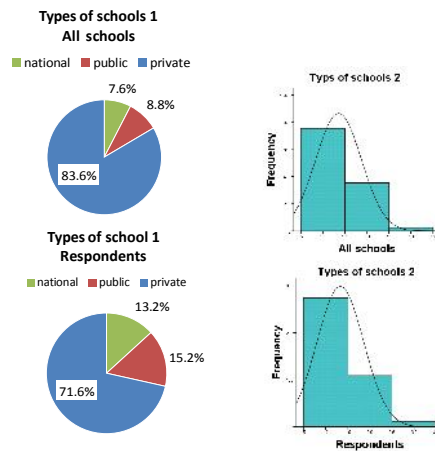 Types of schools 1
All schools
national public private
7.6%
8.8%
83.6%
Types of school 1
Respondents
national public private
13.2%
15.2%
71.6%
Typs of schools 2
Frequency
All schools
Types of schools 2
Frequency
Respondents